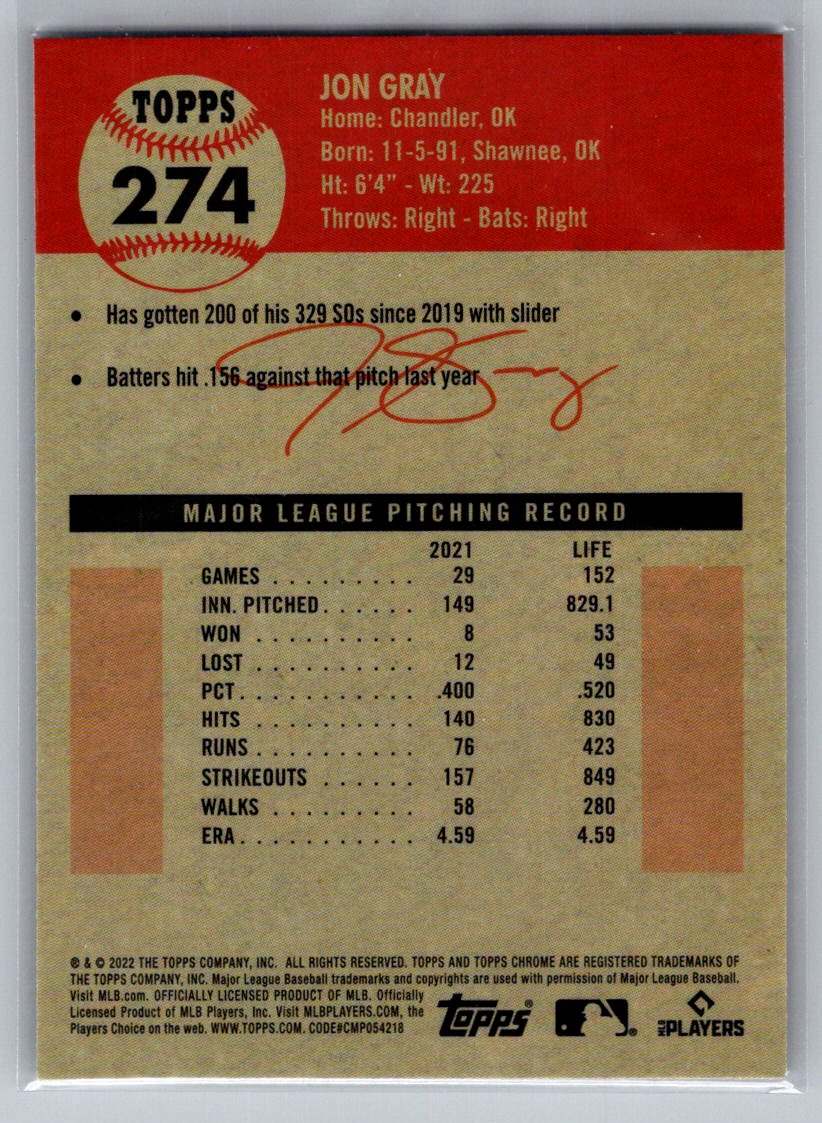 TOPPS
274
JON GRAY
Home: Chandler, OK
Born: 11-5-91, Shawnee, OK
Ht: 6'4" - Wt: 225
Throws: Right - Bats: Right
• Has gotten 200 of his 329 SOs since 2019 with slider
• Batters hit .156 against that pitch last year
MAJOR LEAGUE PITCHING RECORD
2021 LIFE
GAMES . . . . . . . . . 29 152
INN. PITCHED. . . . . . 149 829.1
WON . . . . . . . . . . 8 53
LOST . . . . . . . . . . 12 49
PCT. . . . . . . . . . . .400 .520
HITS . . . . . . . . . . 140 830
RUNS . . . . . . . . . . 76 423
STRIKEOUTS . . . . . . 157 849
WALKS . . . . . . . . . 58 280
ERA. . . . . . . . . . . 4.59 4.59
® & © 2022 THE TOPPS COMPANY, INC. ALL RIGHTS RESERVED. TOPPS AND TOPPS CHROME ARE REGISTERED TRADEMARKS OF
THE TOPPS COMPANY, INC. Major League Baseball trademarks and copyrights are used with permission of Major League Baseball.
Visit MLB.com. OFFICIALLY LICENSED PRODUCT OF MLB. Officially
Licensed Product of MLB Players, Inc. Visit MLBPLAYERS.COM, the
Players Choice on the web. WWW.TOPPS.COM. CODE#CMP054218
Topps®
MLB PLAYERS